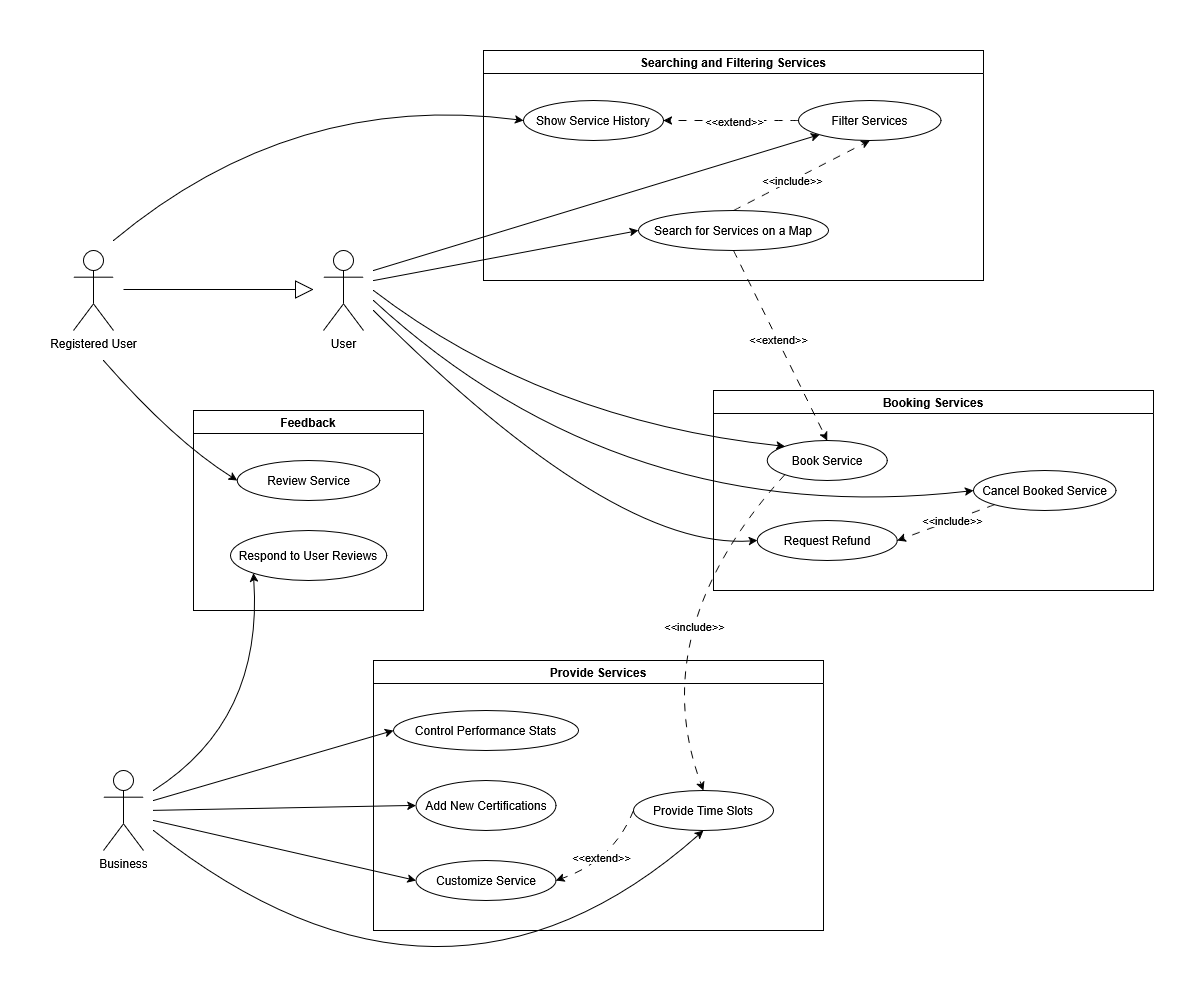 Searching and Filtering Services
Show Service History
<<extend>>
Filter Services
<<include>>
Search for Services on a Map
Registered User
User
<<extend>>
Booking Services
Feedback
Book Service
Review Service
Cancel Booked Service
<<include>>
Request Refund
Respond to User Reviews
<<include>>
Provide Services
Control Performance Stats
Add New Certifications
Provide Time Slots
<<extend>>
Business
Customize Service